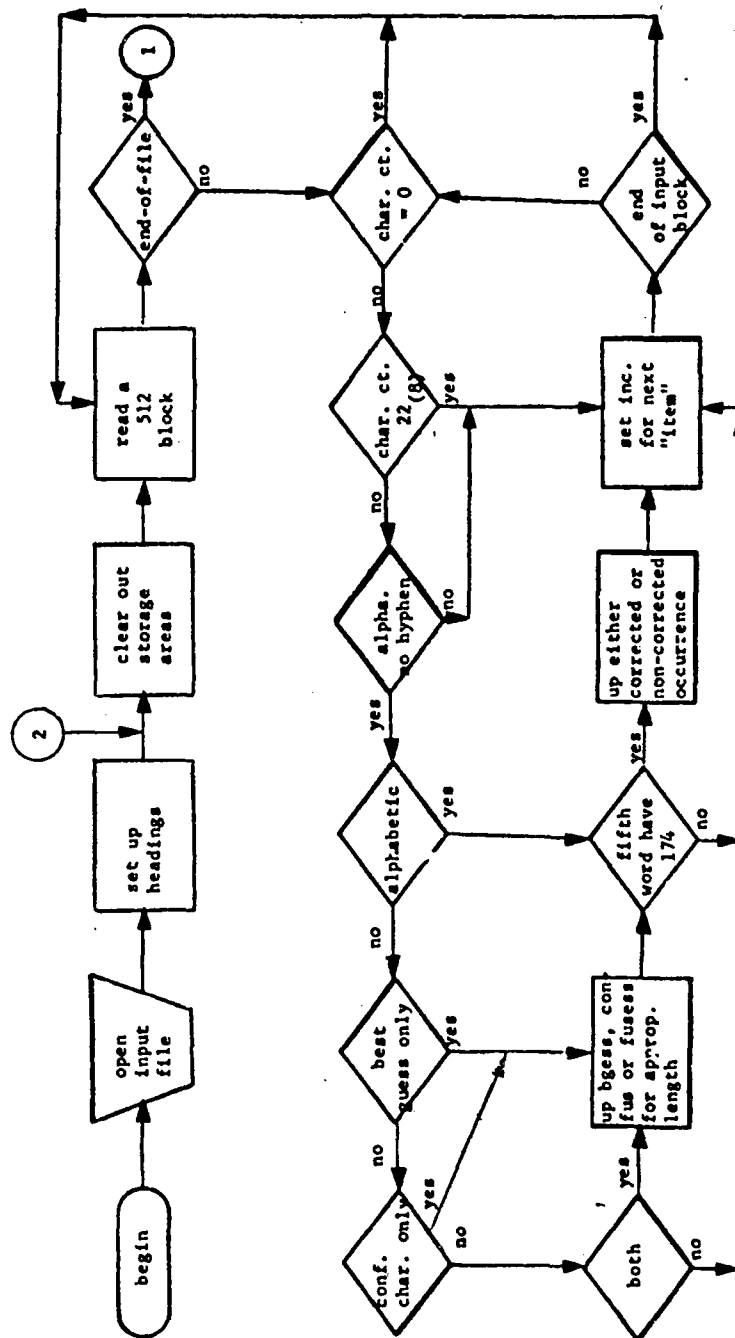 begin
open
input
file
set up
headings
2
clear out
storage
areas
read a
512
block
end-of-file
yes
1
no
conf.
char. only
yes
no
no
best
guess only
yes
no
alphabetic
yes
yes
alpha.
no hyphen
no
no
char. ct.
22(8)
yes
no
char. ct.
= 0
yes
both
yes
no
up bgess, con-
fus or fusess
for approp.
length
fifth
word have
174
yes
no
up either
corrected or
non-corrected
occurrence
set inc.
for next
"item"
end
of input
block
no
yes